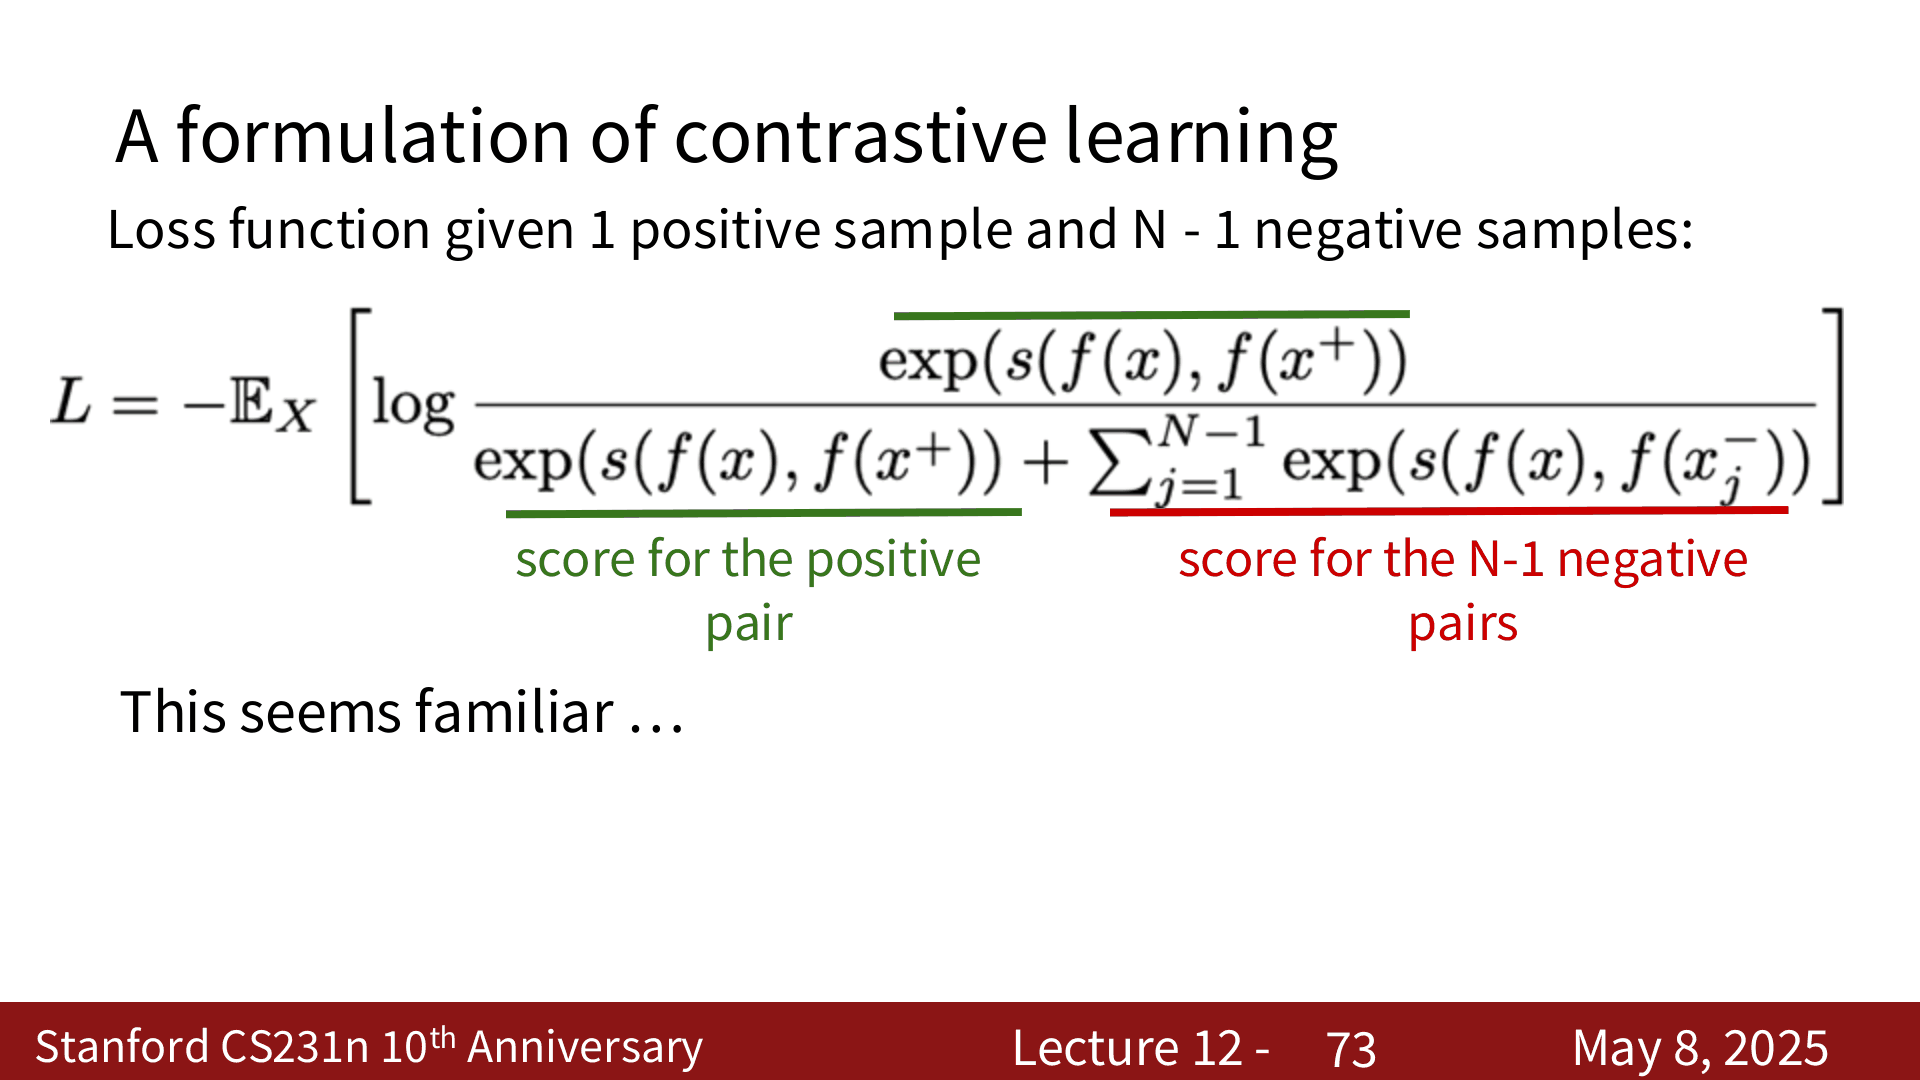 A formulation of contrastive learning
Loss function given 1 positive sample and N - 1 negative samples:
L = −𝔼_X [ log exp(s(f(x), f(x⁺)) / exp(s(f(x), f(x⁺)) + ∑_{j=1}^{N−1} exp(s(f(x), f(x_j⁻)) ]
score for the positive pair
score for the N-1 negative pairs
This seems familiar …
Stanford CS231n 10th Anniversary Lecture 12 - 73 May 8, 2025